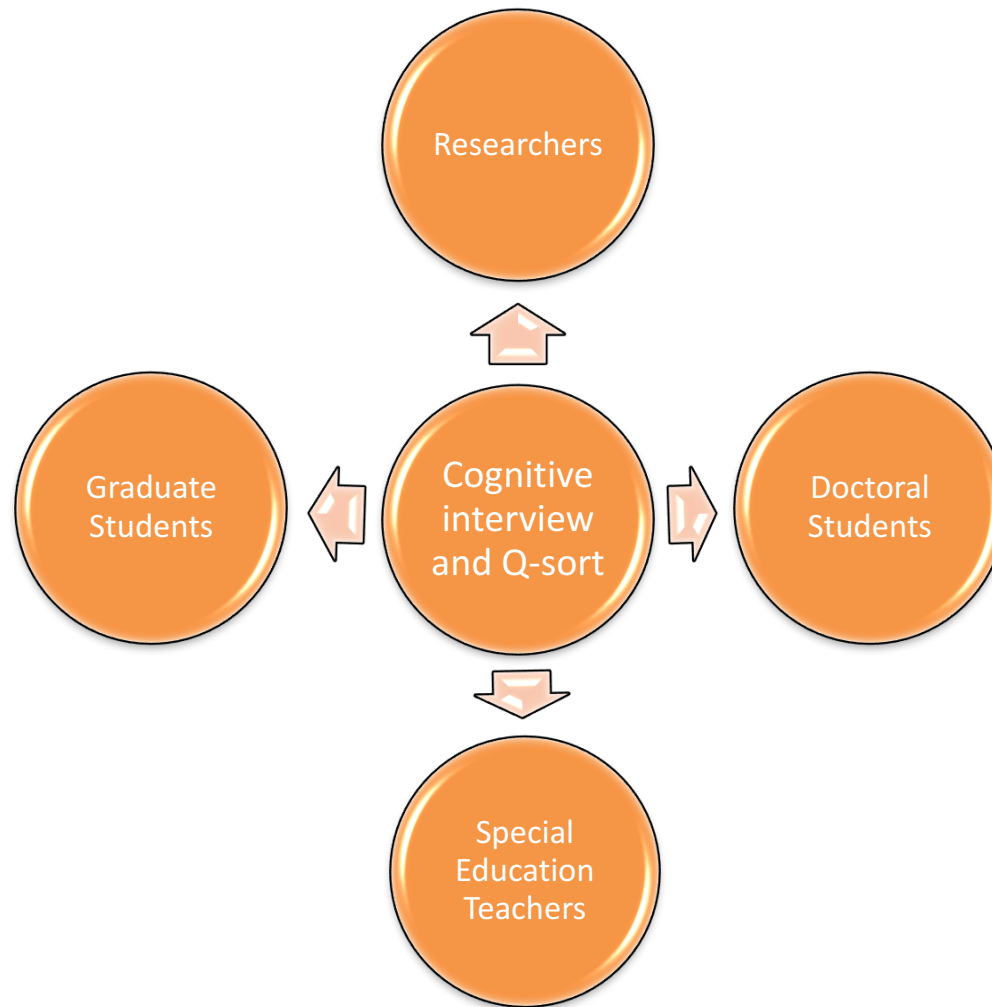 Researchers
Graduate
Students
Cognitive
interview
and Q-sort
Doctoral
Students
Special
Education
Teachers